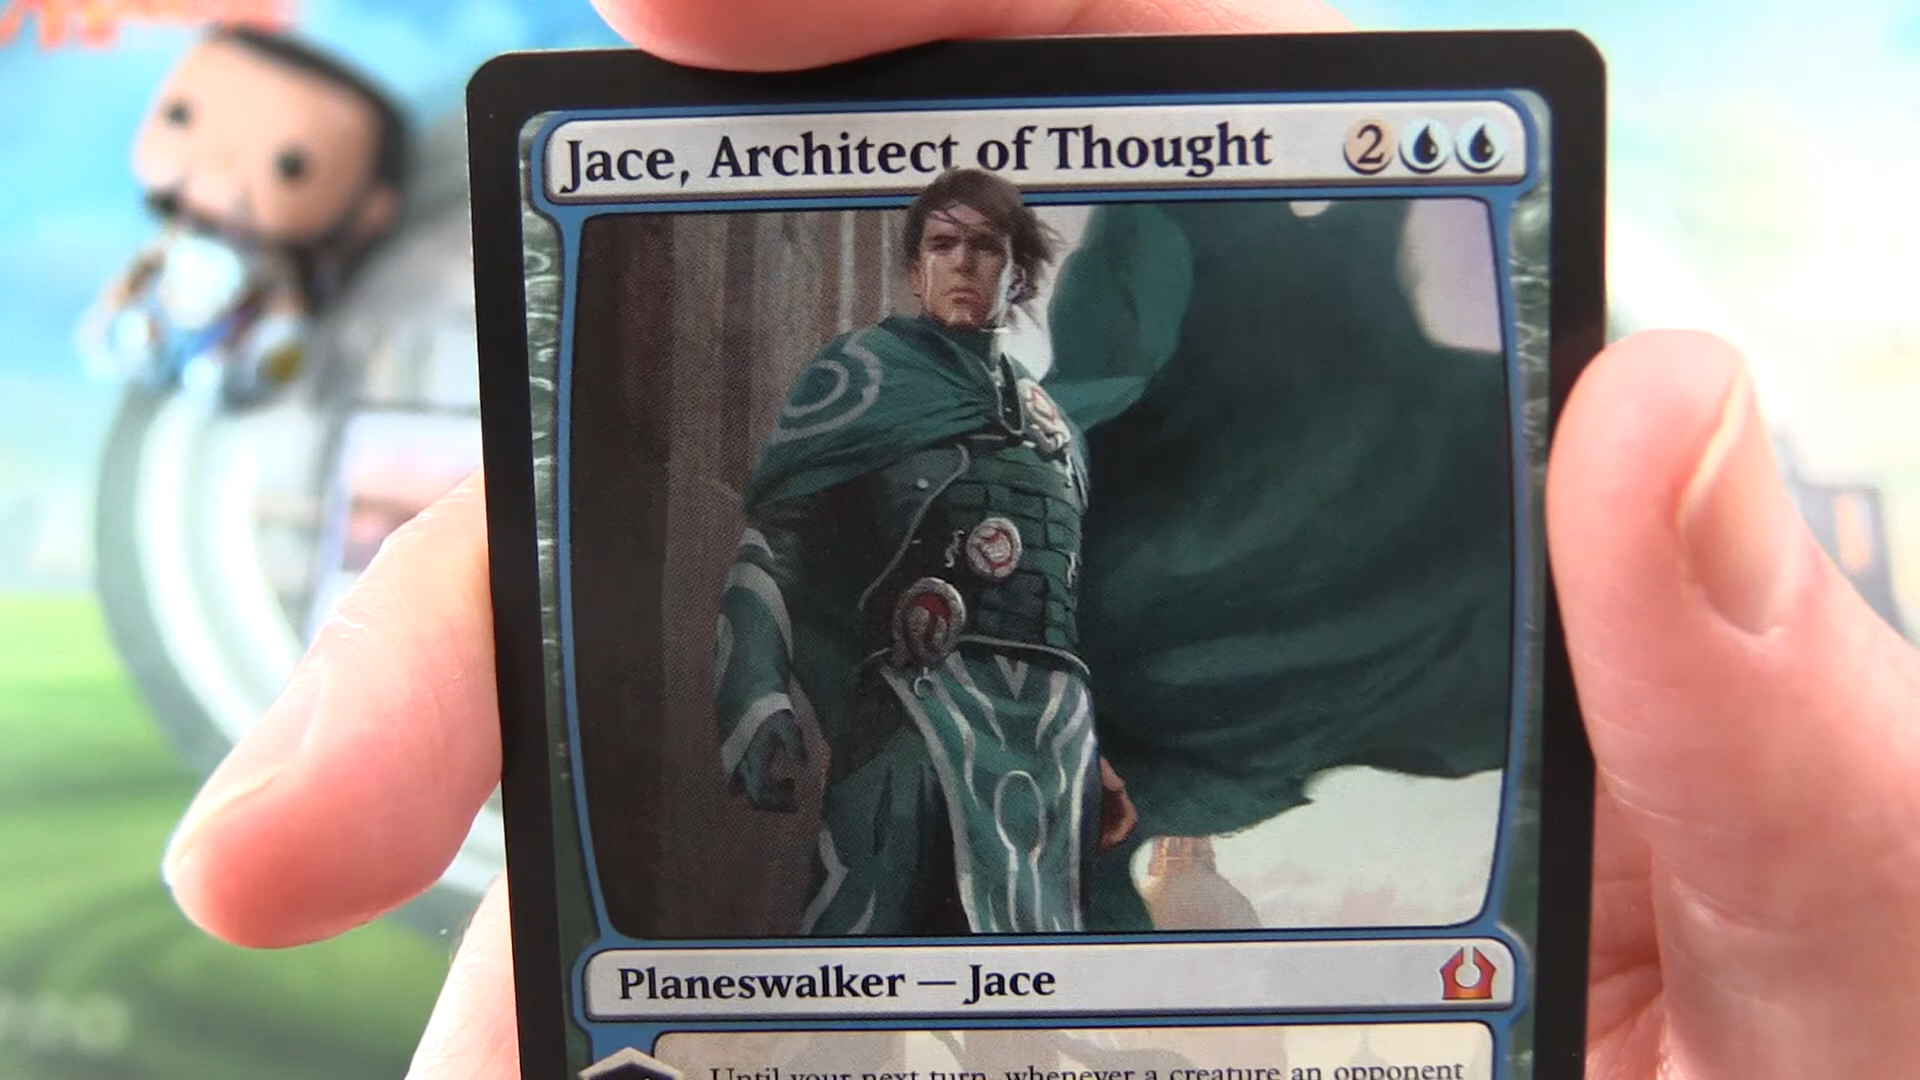 Jace, Architect of Thought 2
Planeswalker — Jace
Until your next turn, whenever a creature an opponent